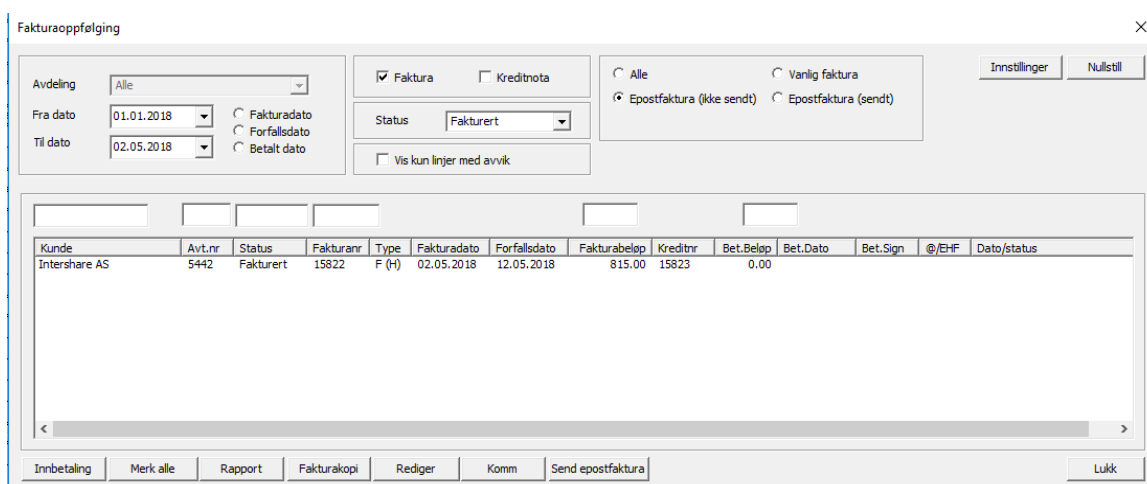 Fakturaoppfølging
Avdeling Alle
Fra dato 01.01.2018 Fakturadato
Forfallsdato
Til dato 02.05.2018 Betalt dato
Faktura Kreditnota
Status Fakturert
Vis kun linjer med avvik
Alle Vanlig faktura
Epostfaktura (ikke sendt) Epostfaktura (sendt)
Innstillinger Nullstill
Kunde Avt.nr Status Fakturanr Type Fakturadato Forfallsdato Fakturabeløp Kreditnr Bet.Beløp Bet.Dato Bet.Sign @/EHF Dato/status
Intershare AS 5442 Fakturert 15822 F (H) 02.05.2018 12.05.2018 815.00 15823 0.00
Innbetaling Merk alle Rapport Fakturakopi Rediger Komm Send epostfaktura Lukk